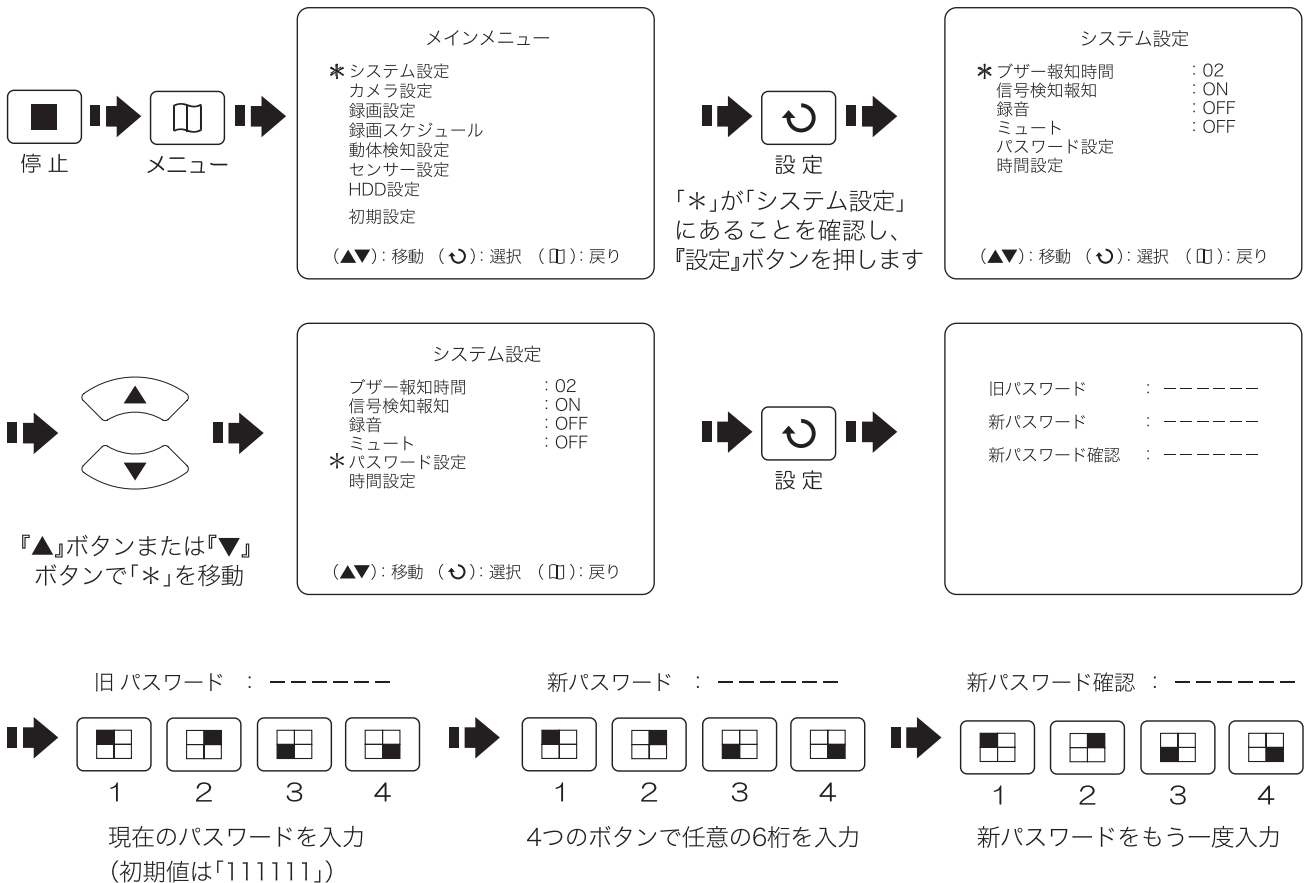 停 止
メニュー
メインメニュー
＊システム設定
カメラ設定
録画設定
録画スケジュール
動体検知設定
センサー設定
HDD設定
初期設定
(▲▼)：移動 ( )：選択 ( )：戻り
設 定
「＊」が「システム設定」
にあることを確認し、
『設定』ボタンを押します
システム設定
＊ブザー報知時間 ：02
信号検知報知 ：ON
録音 ：OFF
ミュート ：OFF
パスワード設定
時間設定
(▲▼)：移動 ( )：選択 ( )：戻り
『▲』ボタンまたは『▼』
ボタンで「＊」を移動
システム設定
ブザー報知時間 ：02
信号検知報知 ：ON
録音 ：OFF
ミュート ：OFF
＊パスワード設定
時間設定
(▲▼)：移動 ( )：選択 ( )：戻り
設 定
旧パスワード ：－－－－－－
新パスワード ：－－－－－－
新パスワード確認 ：－－－－－－
旧 パスワード ：－－－－－－
1 2 3 4
現在のパスワードを入力
(初期値は「111111」)
新パスワード ：－－－－－－
1 2 3 4
4つのボタンで任意の6桁を入力
新パスワード確認 ：－－－－－－
1 2 3 4
新パスワードをもう一度入力